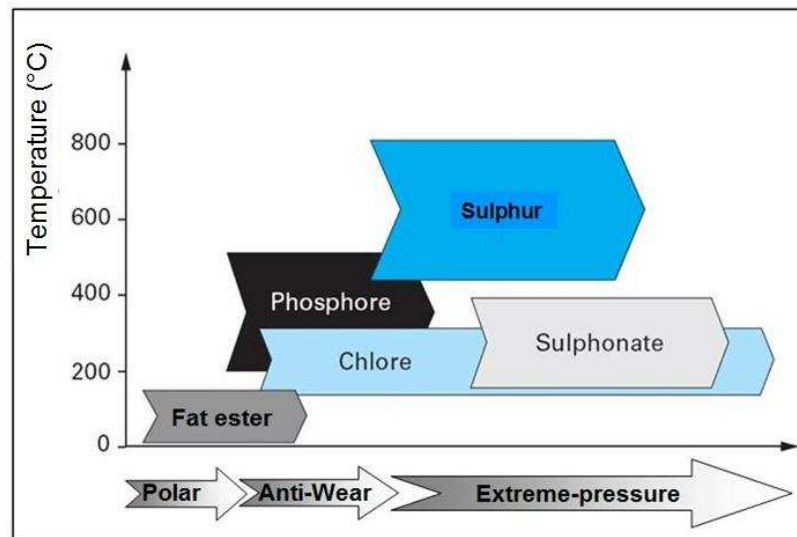 Temperature (°C)
800
600
400
200
0
Sulphur
Phosphore
Sulphonate
Chlore
Fat ester
Polar
Anti-Wear
Extreme-pressure